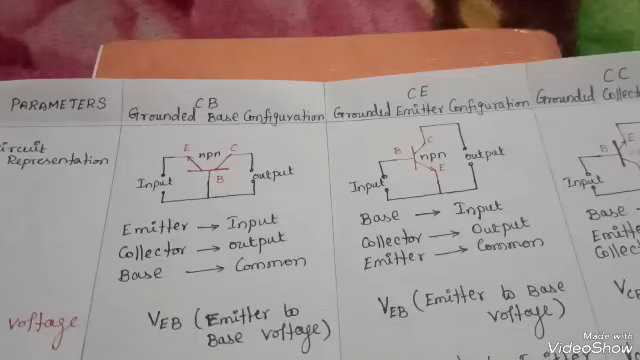 PARAMETERS
CB
Grounded Base Configuration
CE
Grounded Emitter Configuration
CC
Grounded
Circuit
Representation
E npn C
B
Input
output
B npn C
E
Input
output
B
E
Input
Emitter → Input
Collector → output
Base → Common
Base → Input
Collector → Output
Emitter → Common
Base
Voltage
VEB (Emitter to
Base voltage)
VEB (Emitter to Base
voltage)
VCE
Made with
VideoShow